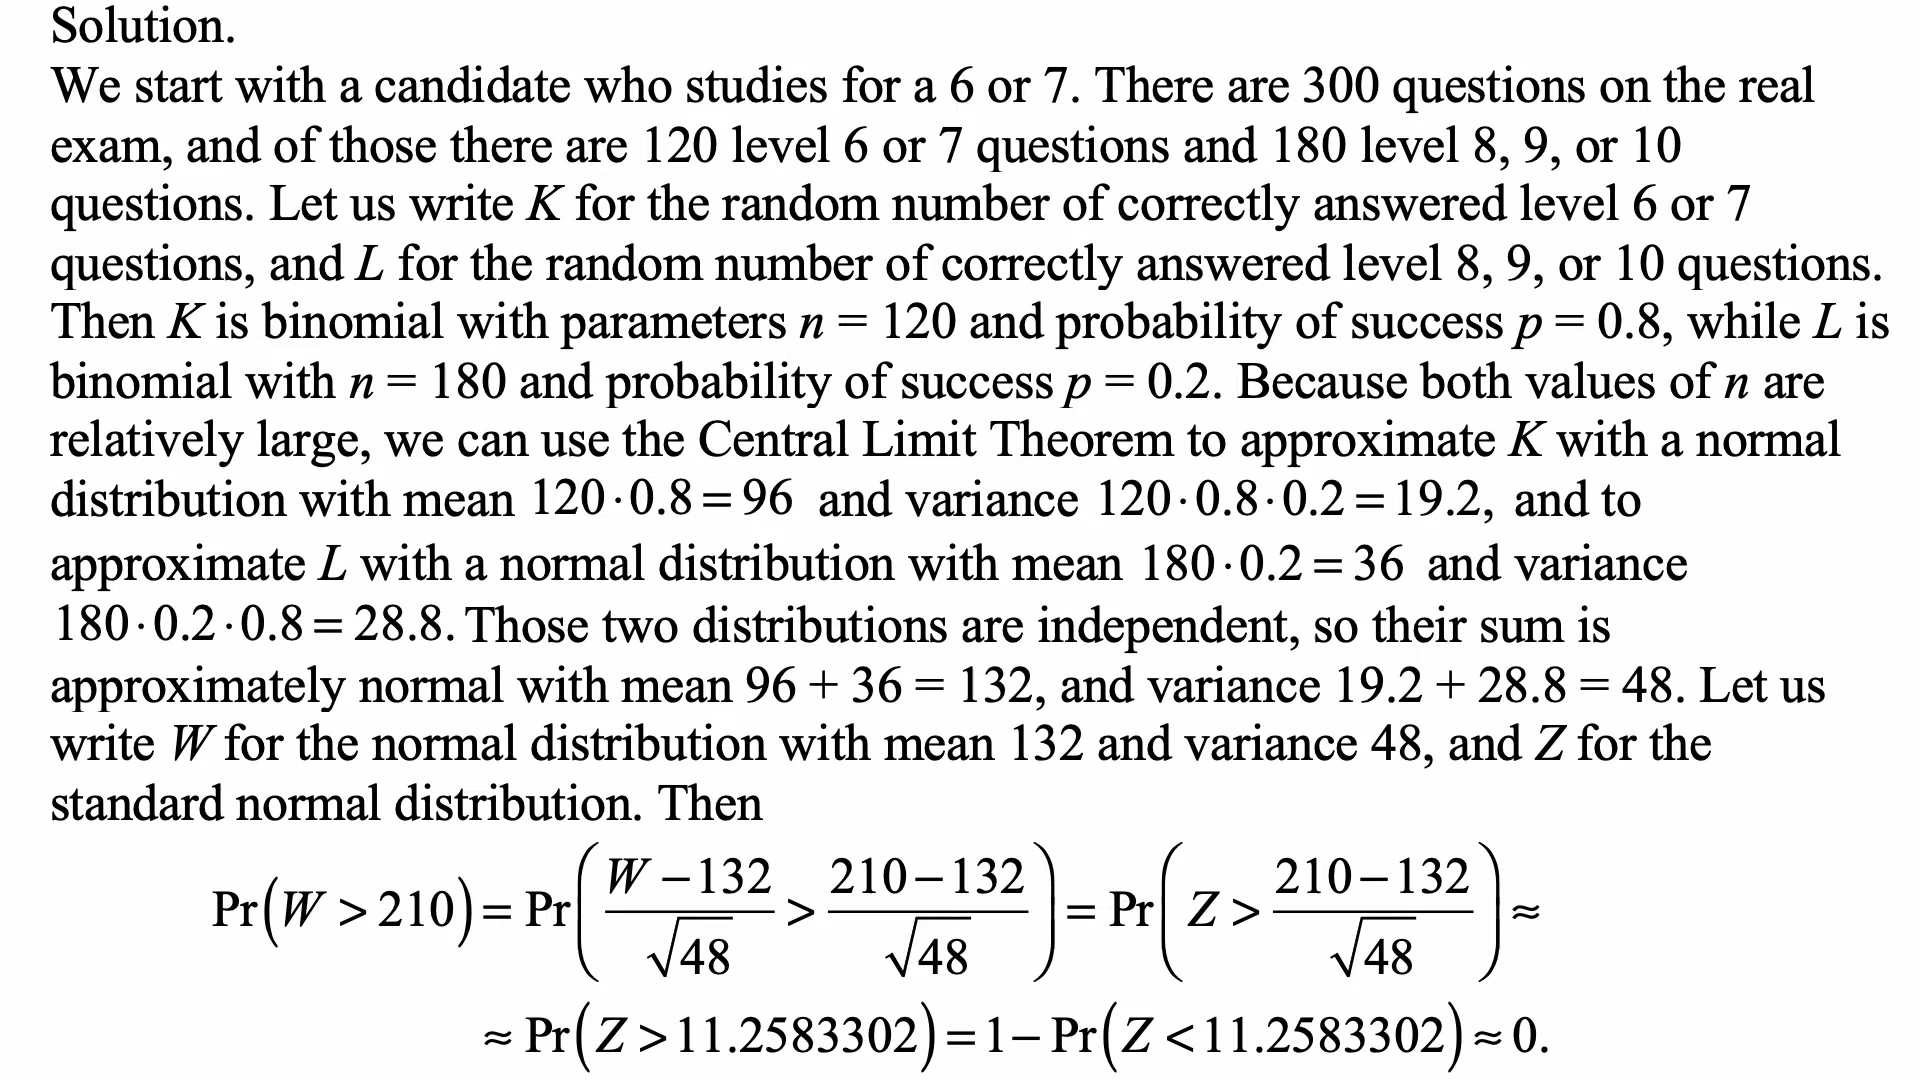 Solution.
We start with a candidate who studies for a 6 or 7. There are 300 questions on the real
exam, and of those there are 120 level 6 or 7 questions and 180 level 8, 9, or 10
questions. Let us write K for the random number of correctly answered level 6 or 7
questions, and L for the random number of correctly answered level 8, 9, or 10 questions.
Then K is binomial with parameters n = 120 and probability of success p = 0.8, while L is
binomial with n = 180 and probability of success p = 0.2. Because both values of n are
relatively large, we can use the Central Limit Theorem to approximate K with a normal
distribution with mean 120·0.8 = 96 and variance 120·0.8·0.2 = 19.2, and to
approximate L with a normal distribution with mean 180·0.2 = 36 and variance
180·0.2·0.8 = 28.8. Those two distributions are independent, so their sum is
approximately normal with mean 96 + 36 = 132, and variance 19.2 + 28.8 = 48. Let us
write W for the normal distribution with mean 132 and variance 48, and Z for the
standard normal distribution. Then
Pr(W > 210) = Pr((W − 132)/√48 > (210 − 132)/√48) = Pr(Z > (210 − 132)/√48) ≈
≈ Pr(Z > 11.2583302) = 1 − Pr(Z < 11.2583302) ≈ 0.